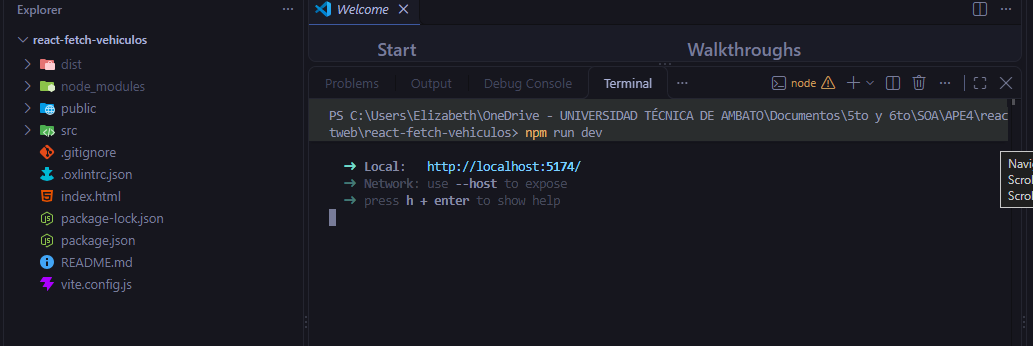 Explorer
Welcome
react-fetch-vehiculos
dist
node_modules
public
src
.gitignore
.oxlintrc.json
index.html
package-lock.json
package.json
README.md
vite.config.js
Start
Walkthroughs
Problems
Output
Debug Console
Terminal
node
PS C:\Users\Elizabeth\OneDrive - UNIVERSIDAD TÉCNICA DE AMBATO\Documentos\5to y 6to\SOA\APE4\reac
tweb\react-fetch-vehiculos> npm run dev
➜ Local: http://localhost:5174/
➜ Network: use --host to expose
➜ press h + enter to show help
Navi
Scrol
Scrol